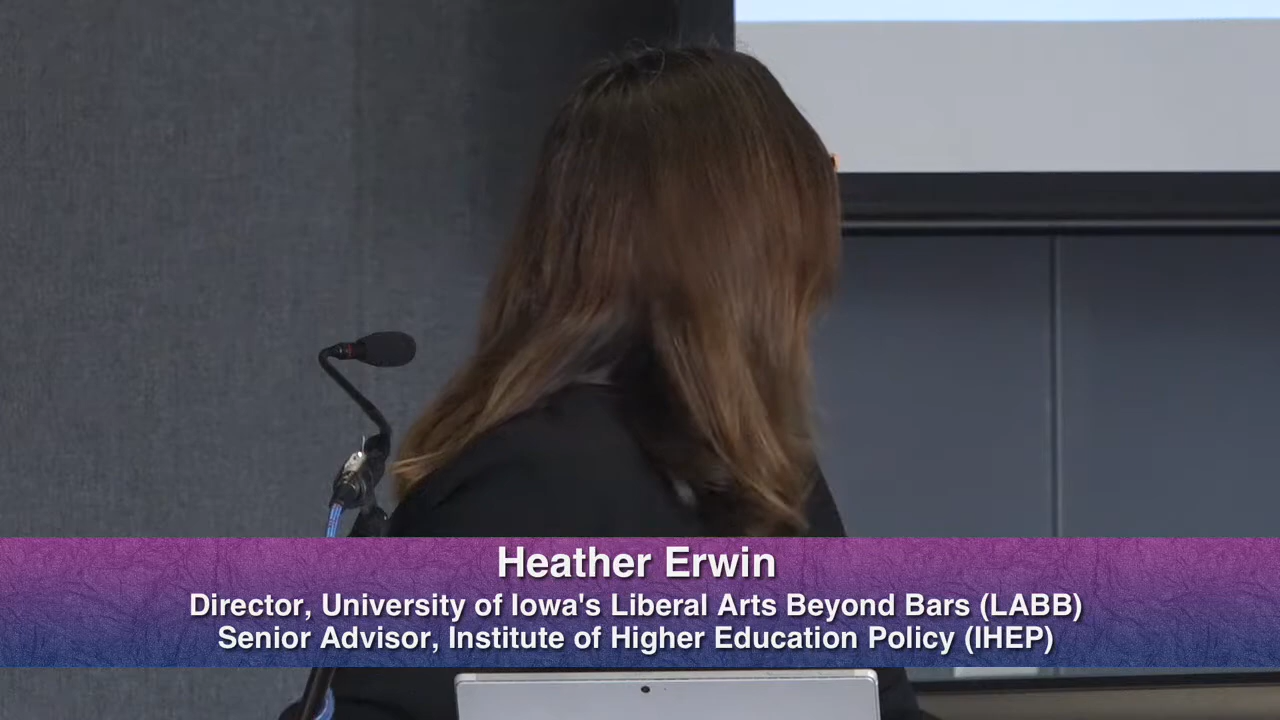 Heather Erwin
Director, University of Iowa's Liberal Arts Beyond Bars (LABB)
Senior Advisor, Institute of Higher Education Policy (IHEP)